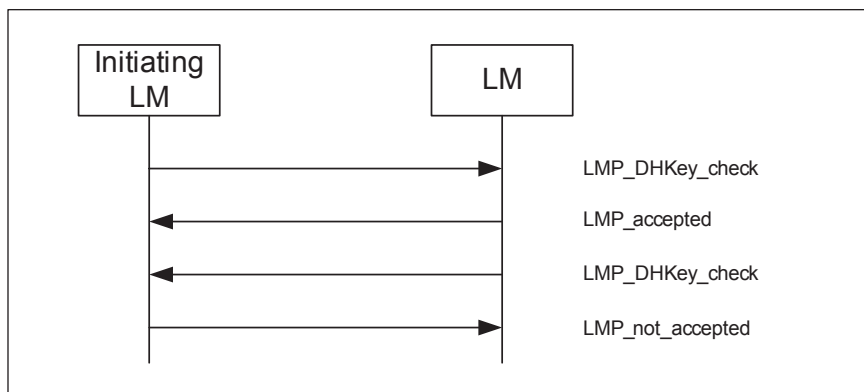 Initiating
LM
LM
LMP_DHKey_check
LMP_accepted
LMP_DHKey_check
LMP_not_accepted